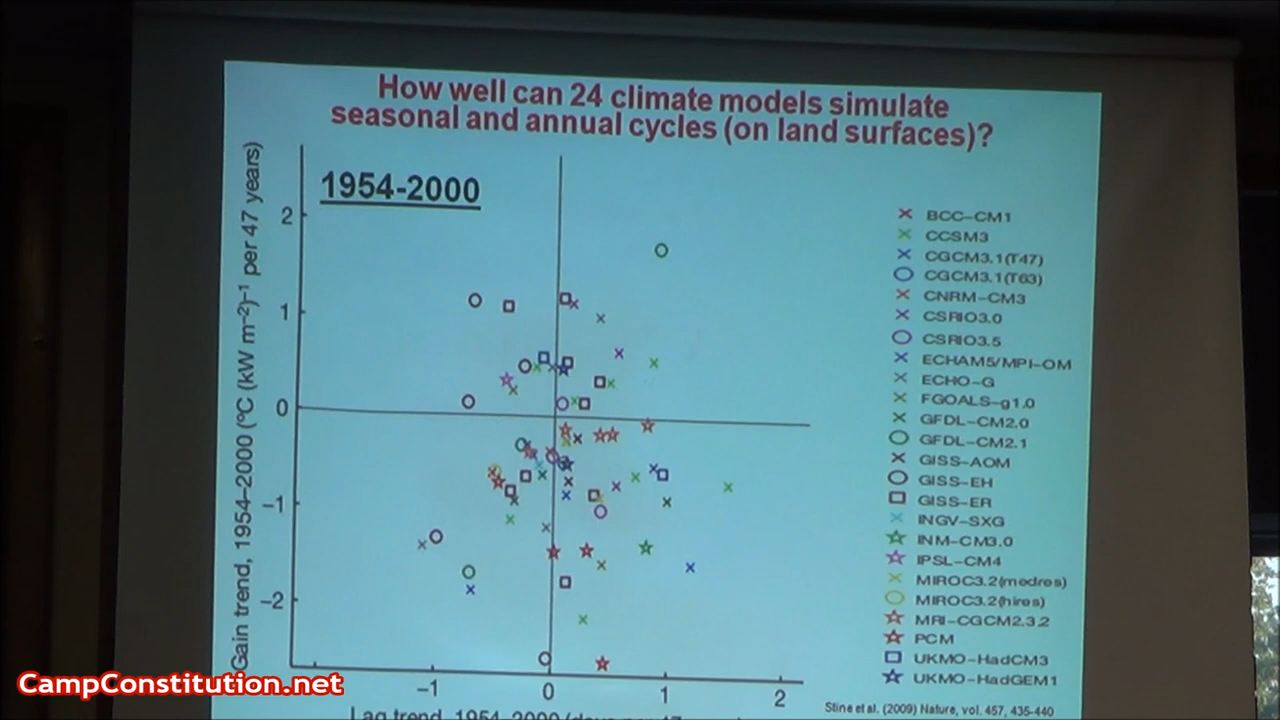 How well can 24 climate models simulate
seasonal and annual cycles (on land surfaces)?
1954-2000
Gain trend, 1954–2000 (°C (kW m⁻²)⁻¹ per 47 years)
2
1
0
−1
−2
−1
0
1
2
Lag trend, 1954–2000 (days per 47
BCC–CM1
CCSM3
CGCM3.1(T47)
CGCM3.1(T63)
CNRM–CM3
CSRIO3.0
CSRIO3.5
ECHAM5/MPI–OM
ECHO–G
FGOALS–g1.0
GFDL–CM2.0
GFDL–CM2.1
GISS–AOM
GISS–EH
GISS–ER
INGV–SXG
INM–CM3.0
IPSL–CM4
MIROC3.2(medres)
MIROC3.2(hires)
MRI–CGCM2.3.2
PCM
UKMO–HadCM3
UKMO–HadGEM1
Stine et al. (2009) Nature, vol. 457, 435-440
CampConstitution.net